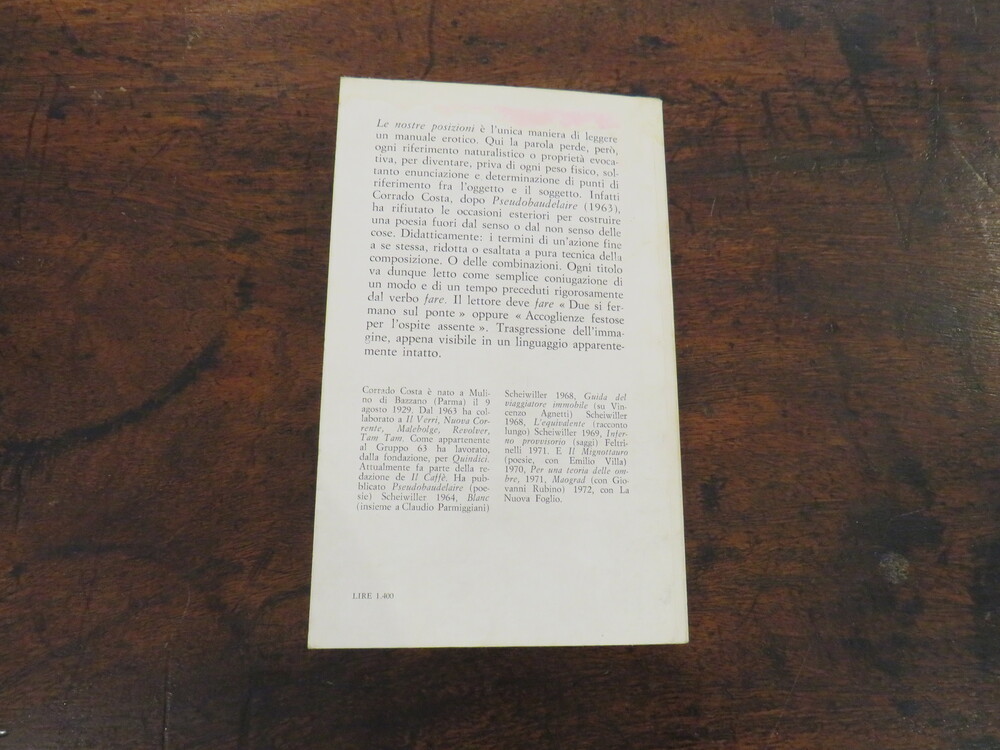 Le nostre posizioni è l'unica maniera di leggere
un manuale erotico. Qui la parola perde, però,
ogni riferimento naturalistico o proprietà evoca-
tiva, per diventare, priva di ogni peso fisico, sol-
tanto enunciazione e determinazione di punti di
riferimento fra l'oggetto e il soggetto. Infatti
Corrado Costa, dopo Pseudobaudelaire (1963),
ha rifiutato le occasioni esteriori per costruire
una poesia fuori dal senso o dal non senso delle
cose. Didatticamente: i termini di un'azione fine
a se stessa, ridotta o esaltata a pura tecnica della
composizione. O delle combinazioni. Ogni titolo
va dunque letto come semplice coniugazione di
un modo e di un tempo preceduti rigorosamente
dal verbo fare. Il lettore deve fare « Due si fer-
mano sul ponte » oppure « Accoglienze festose
per l'ospite assente ». Trasgressione dell'imma-
gine, appena visibile in un linguaggio apparente-
mente intatto.
Corrado Costa è nato a Muli-
no di Bazzano (Parma) il 9
agosto 1929. Dal 1963 ha col-
laborato a Il Verri, Nuova Cor-
rente, Malebolge, Revolver,
Tam Tam. Come appartenente
al Gruppo 63 ha lavorato,
dalla fondazione, per Quindici.
Attualmente fa parte della re-
dazione de Il Caffè. Ha pub-
blicato Pseudobaudelaire (poe-
sie) Scheiwiller 1964, Blanc
(insieme a Claudio Parmiggiani)
Scheiwiller 1968, Guida del
viaggiatore immobile (su Vin-
cenzo Agnetti) Scheiwiller
1968, L'equivalente (racconto
lungo) Scheiwiller 1969, Infer-
no provvisorio (saggi) Feltri-
nelli 1971. E Il Mignottauro
(poesie, con Emilio Villa)
1970, Per una teoria delle om-
bre, 1971, Maograd (con Gio-
vanni Rubino) 1972, con La
Nuova Foglio.
LIRE 1.400